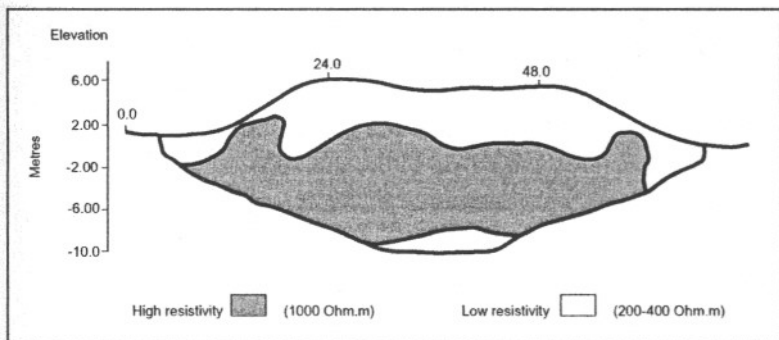 Elevation
6.00
2.00
-2.00
-6.00
-10.0
Metres
0.0
24.0
48.0
High resistivity (1000 Ohm.m) Low resistivity (200-400 Ohm.m)